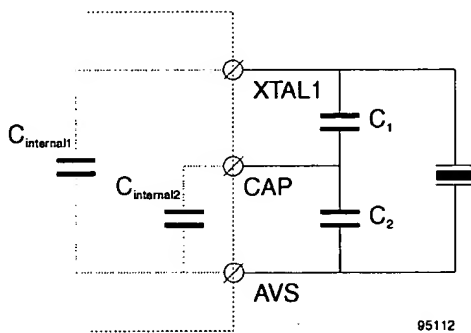 XTAL1
C1
Cinternal1
CAP
Cinternal2
C2
AVS
95112